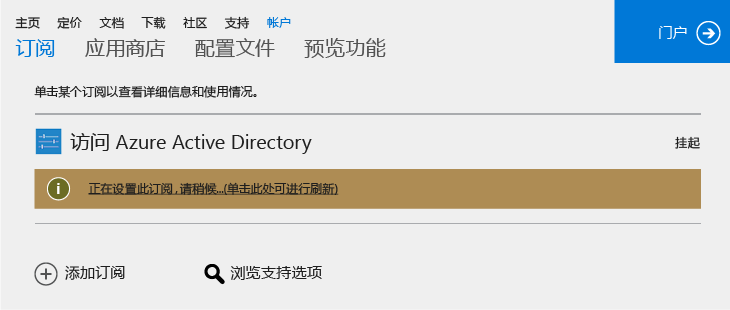 主页 定价 文档 下载 社区 支持 帐户
订阅 应用商店 配置文件 预览功能
门户
单击某个订阅以查看详细信息和使用情况。
访问 Azure Active Directory 挂起
正在设置此订阅,请稍候...(单击此处可进行刷新)
添加订阅 浏览支持选项